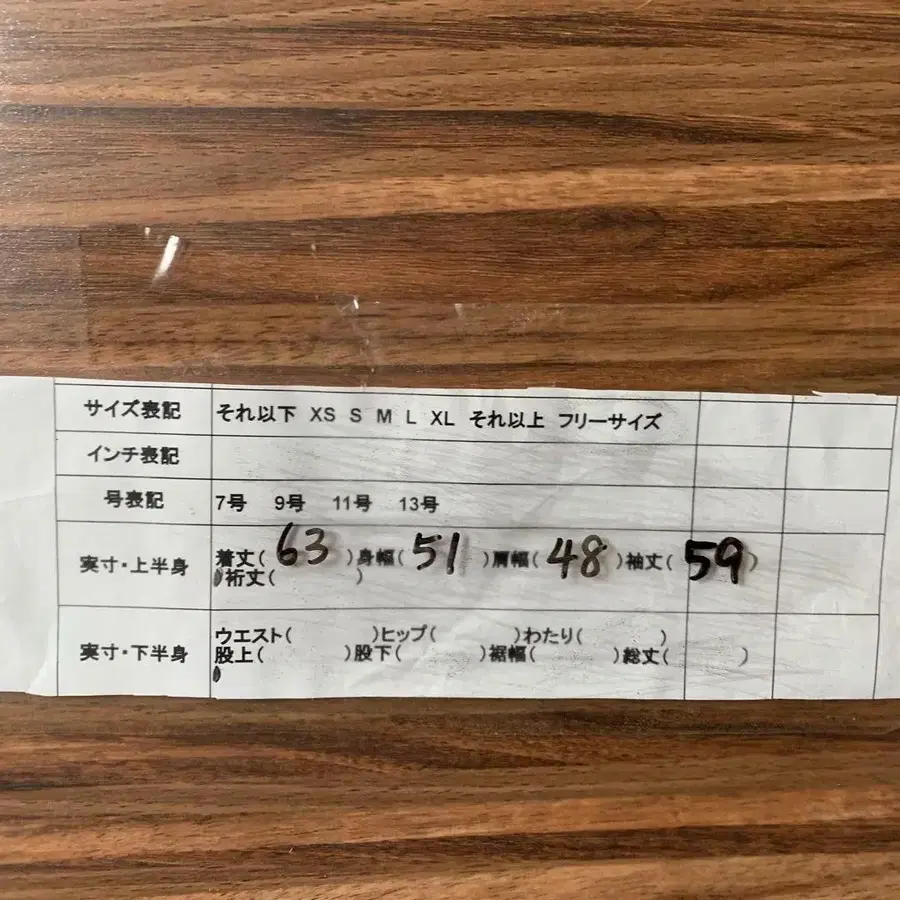 サイズ表記 それ以下 XS S M L XL それ以上 フリーサイズ
インチ表記
号表記 7号 9号 11号 13号
実寸・上半身 着丈( 63 )身幅( 51 )肩幅( 48 )袖丈( 59 )
裄丈( )
実寸・下半身 ウエスト( )ヒップ( )わたり( )
股上( )股下( )裾幅( )総丈( )